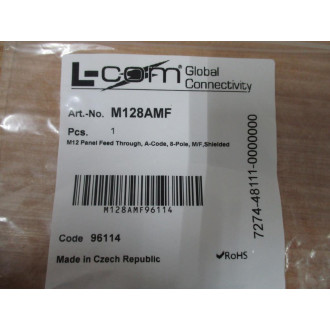 L-com® Global Connectivity
Art.-No. M128AMF
Pcs. 1
M12 Panel Feed Through, A-Code, 8-Pole, M/F,Shielded
M128AMF96114
Code 96114
Made in Czech Republic
✓RoHS
7274-48111-0000000